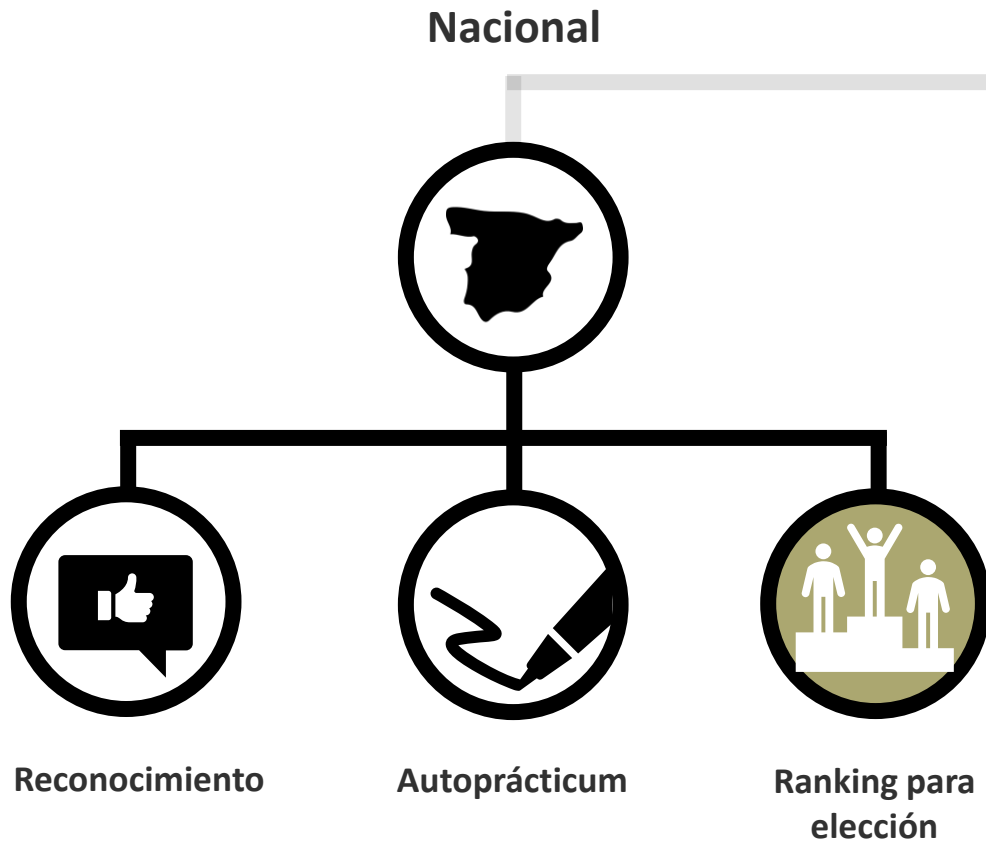 Nacional
Reconocimiento
Autoprácticum
Ranking para
elección